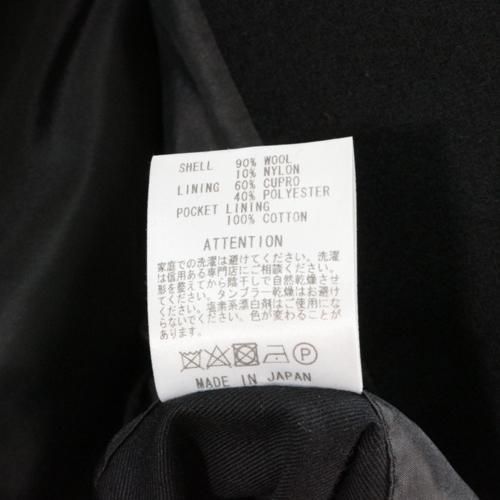 SHELL 90% WOOL
10% NYLON
LINING 60% CUPRO
40% POLYESTER
POCKET LINING
100% COTTON
ATTENTION
家庭での洗濯は避けてください。洗濯
は信用ある専門店にご相談ください。
形を整えてから陰干しで自然乾燥させ
てください。タンブラー乾燥はお避け
ください。塩素系漂白剤はご使用にな
らないでください。色が変わることが
あります。
P
MADE IN JAPAN